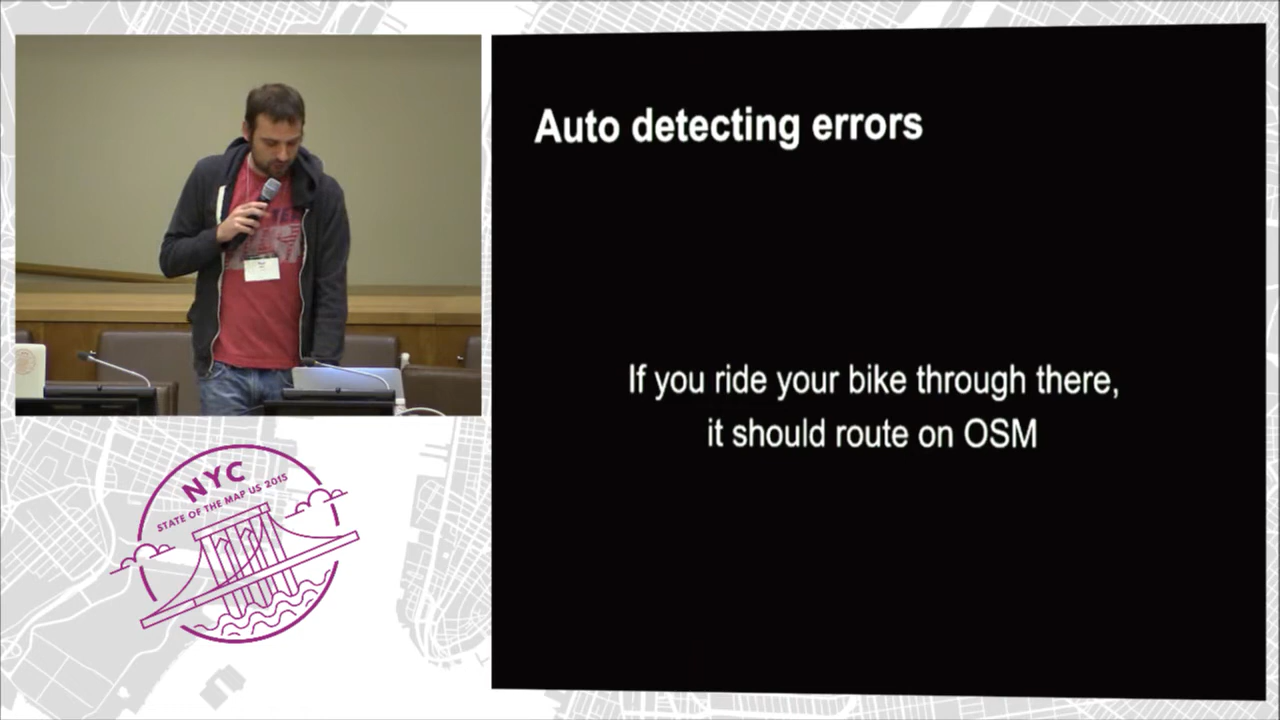 Auto detecting errors
If you ride your bike through there,
it should route on OSM
NYC
STATE OF THE MAP US 2015